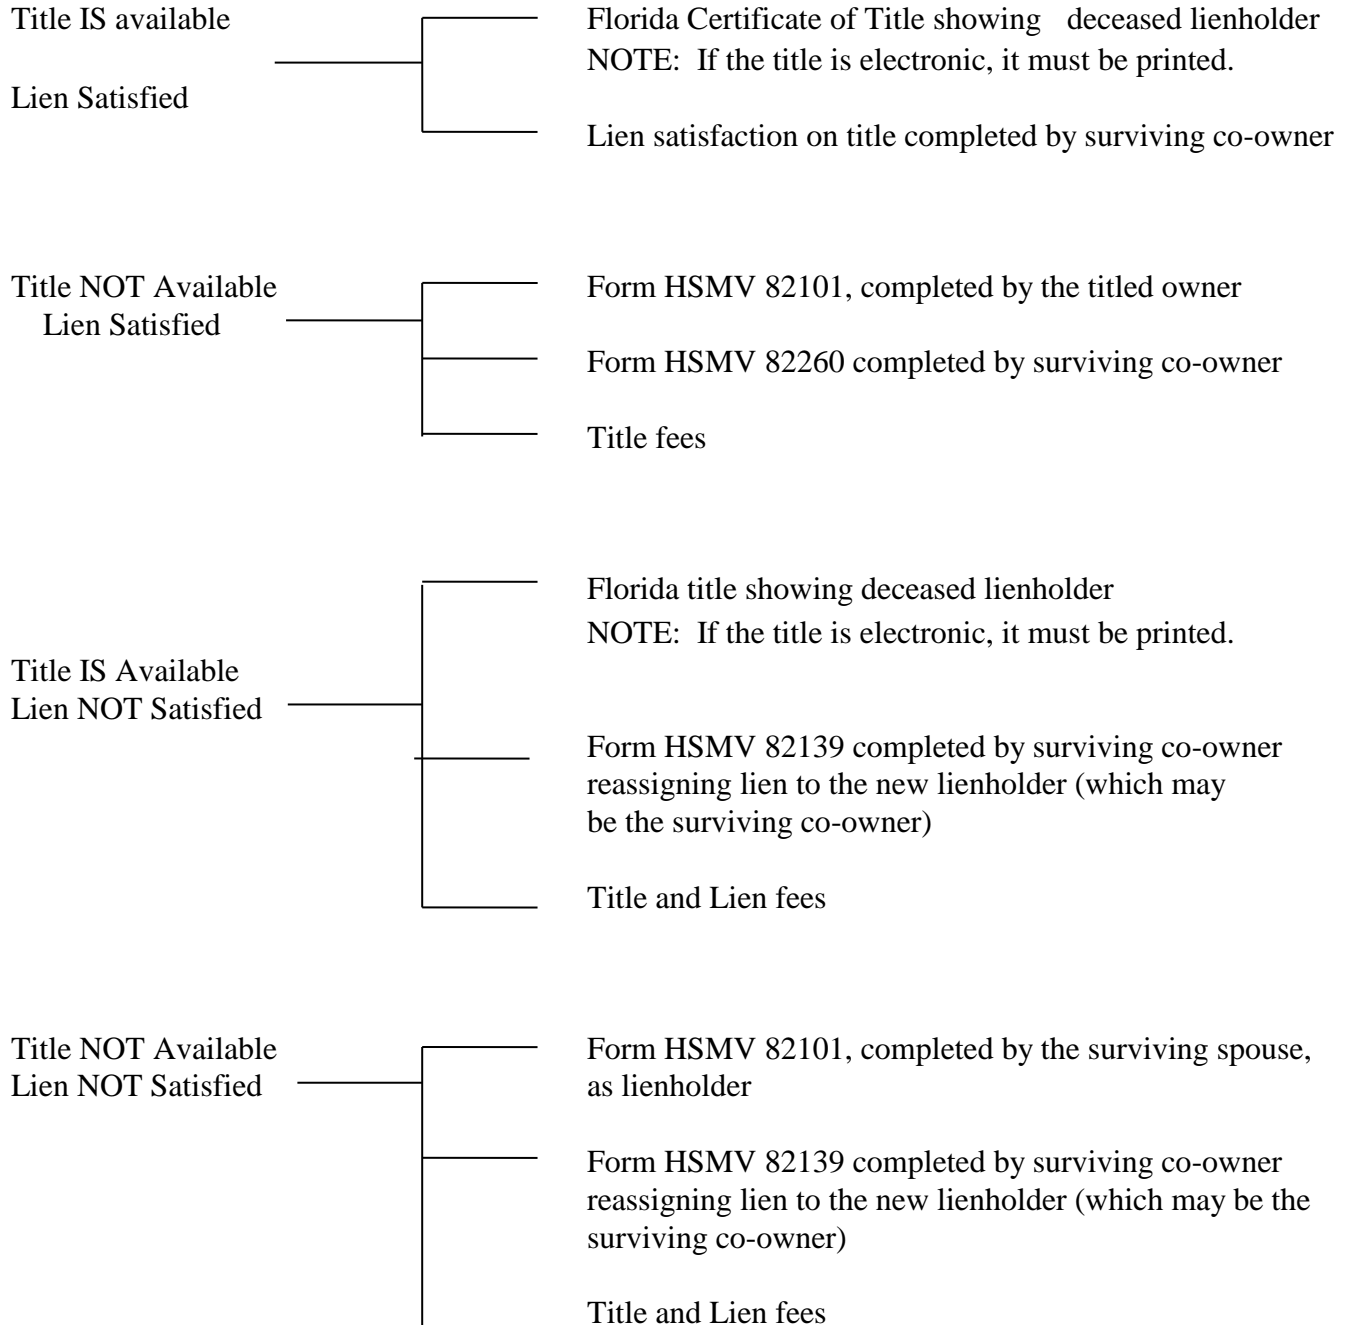 Title IS available
Lien Satisfied
Florida Certificate of Title showing deceased lienholder
NOTE: If the title is electronic, it must be printed.
Lien satisfaction on title completed by surviving co-owner
Title NOT Available
Lien Satisfied
Form HSMV 82101, completed by the titled owner
Form HSMV 82260 completed by surviving co-owner
Title fees
Title IS Available
Lien NOT Satisfied
Florida title showing deceased lienholder
NOTE: If the title is electronic, it must be printed.
Form HSMV 82139 completed by surviving co-owner
reassigning lien to the new lienholder (which may
be the surviving co-owner)
Title and Lien fees
Title NOT Available
Lien NOT Satisfied
Form HSMV 82101, completed by the surviving spouse,
as lienholder
Form HSMV 82139 completed by surviving co-owner
reassigning lien to the new lienholder (which may be the
surviving co-owner)
Title and Lien fees